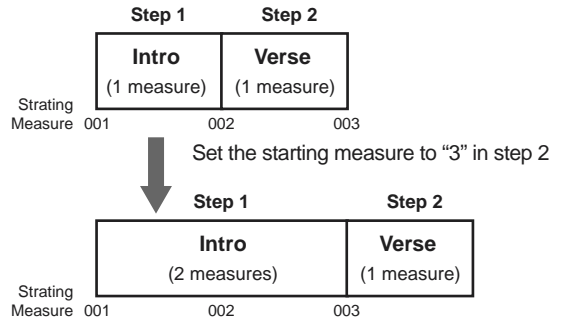 Step 1 Step 2
Intro Verse
(1 measure) (1 measure)
Strating
Measure 001 002 003
Set the starting measure to “3” in step 2
Step 1 Step 2
Intro Verse
(2 measures) (1 measure)
Strating
Measure 001 002 003